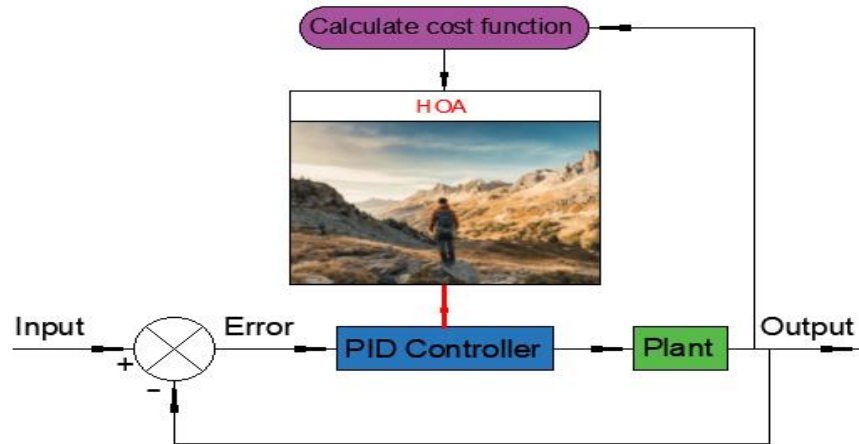 Calculate cost function
HOA
Input
Error
PID Controller
Plant
Output
+
−